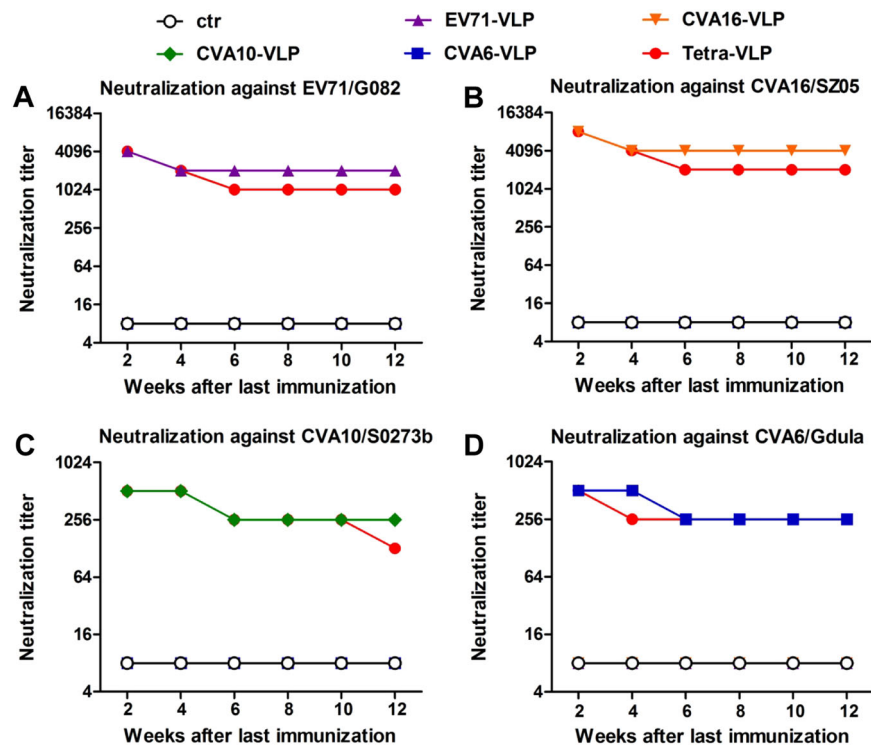 ctr EV71-VLP CVA16-VLP
CVA10-VLP CVA6-VLP Tetra-VLP
A Neutralization against EV71/G082
Neutralization titer
16384
4096
1024
256
64
16
4
2 4 6 8 10 12
Weeks after last immunization
B Neutralization against CVA16/SZ05
Neutralization titer
16384
4096
1024
256
64
16
4
2 4 6 8 10 12
Weeks after last immunization
C Neutralization against CVA10/S0273b
Neutralization titer
1024
256
64
16
4
2 4 6 8 10 12
Weeks after last immunization
D Neutralization against CVA6/Gdula
Neutralization titer
1024
256
64
16
4
2 4 6 8 10 12
Weeks after last immunization